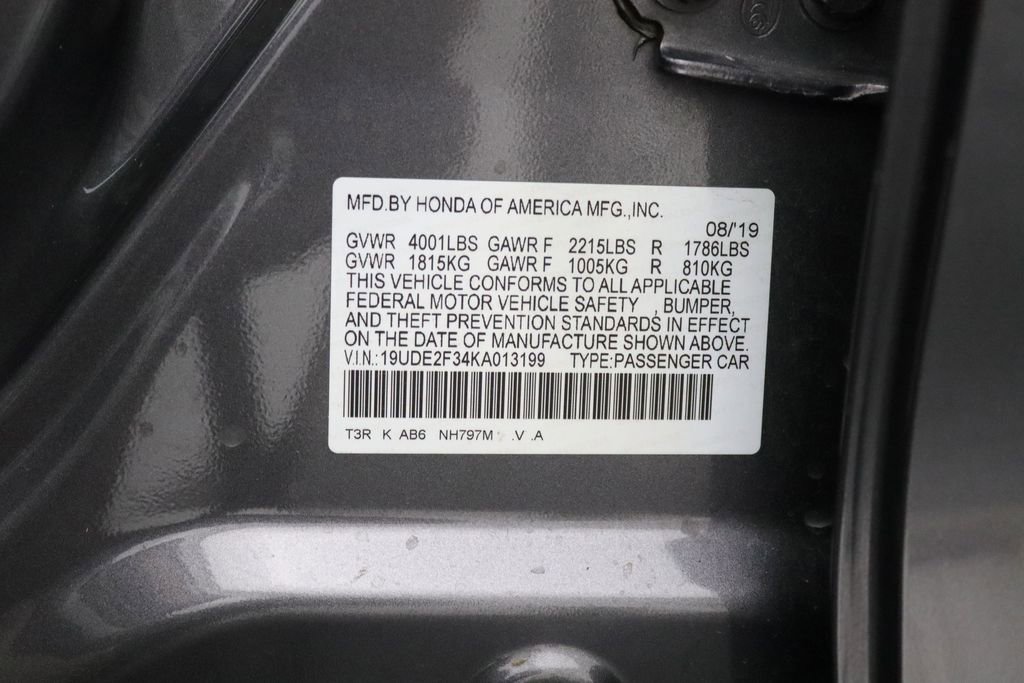 MFD.BY HONDA OF AMERICA MFG.,INC.
08/'19
GVWR 4001LBS GAWR F 2215LBS R 1786LBS
GVWR 1815KG GAWR F 1005KG R 810KG
THIS VEHICLE CONFORMS TO ALL APPLICABLE
FEDERAL MOTOR VEHICLE SAFETY , BUMPER,
AND THEFT PREVENTION STANDARDS IN EFFECT
ON THE DATE OF MANUFACTURE SHOWN ABOVE.
V.I.N.:19UDE2F34KA013199 TYPE:PASSENGER CAR
T3R K AB6 NH797M .V .A